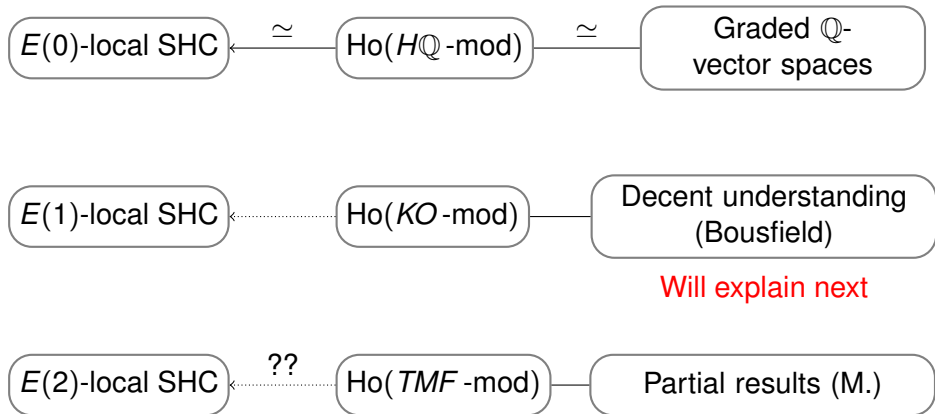 E(0)-local SHC ≃ Ho(Hℚ-mod) ≃ Graded ℚ-
vector spaces
E(1)-local SHC Ho(KO-mod) Decent understanding
(Bousfield)
Will explain next
E(2)-local SHC ?? Ho(TMF-mod) Partial results (M.)